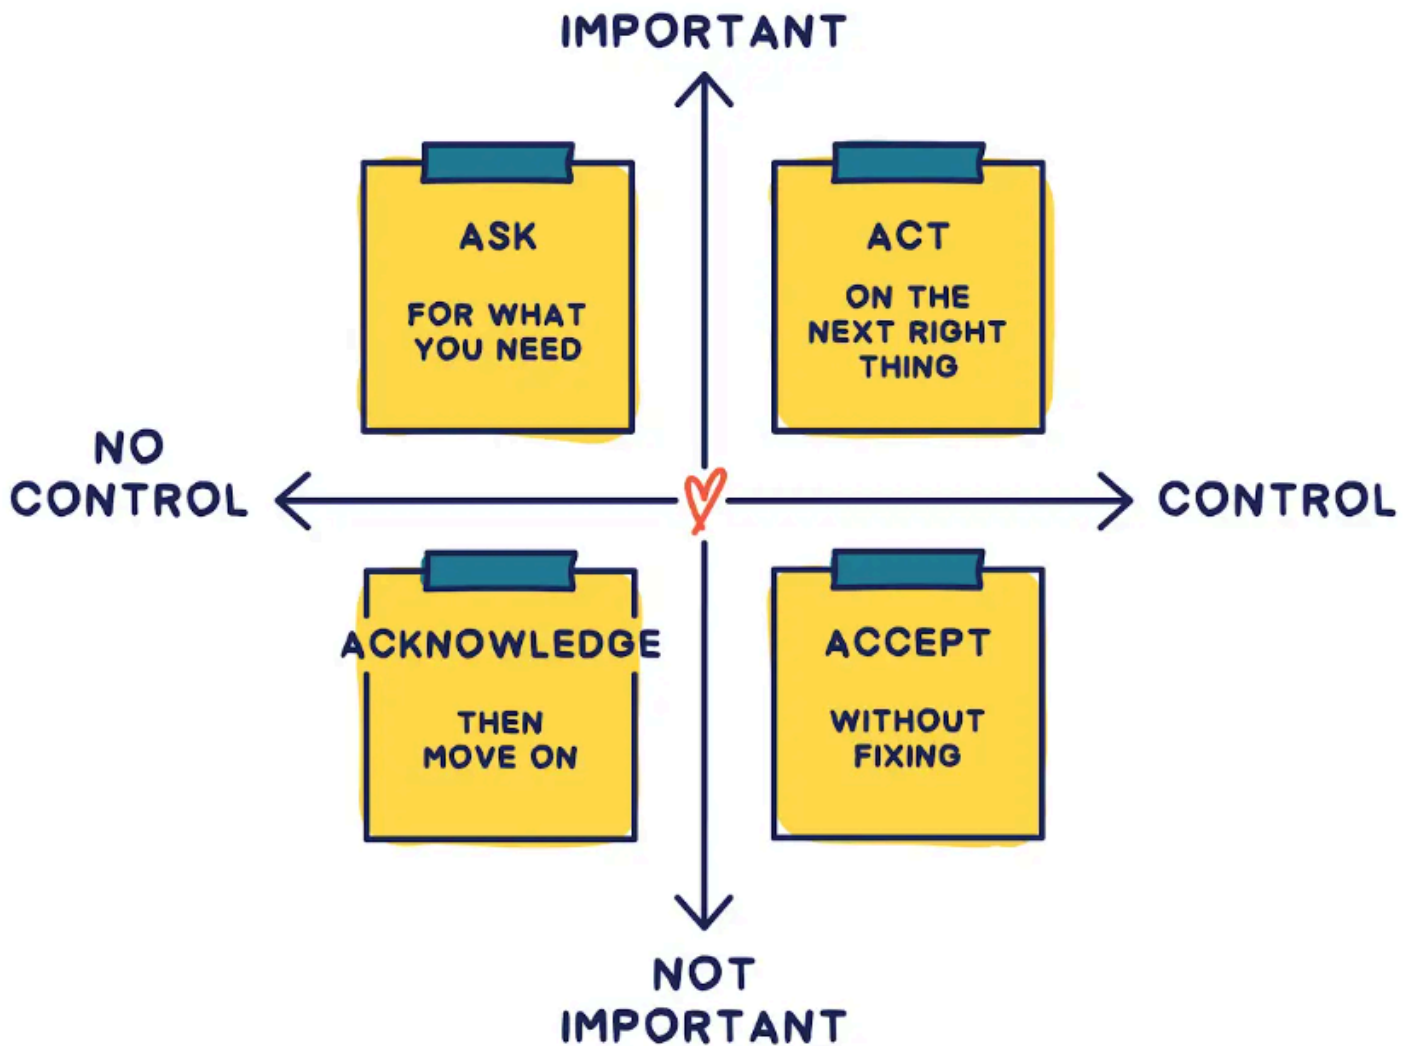 IMPORTANT
ASK
FOR WHAT
YOU NEED
ACT
ON THE
NEXT RIGHT
THING
NO
CONTROL
CONTROL
ACKNOWLEDGE
THEN
MOVE ON
ACCEPT
WITHOUT
FIXING
NOT
IMPORTANT